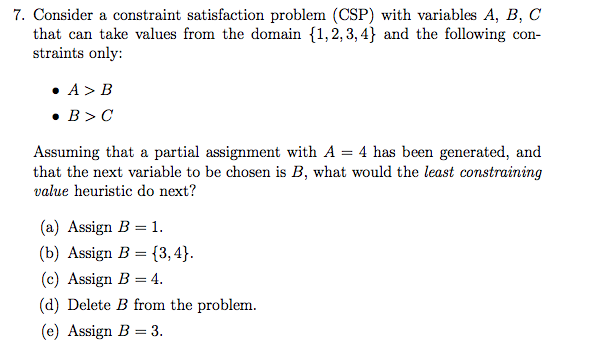 7. Consider a constraint satisfaction problem (CSP) with variables A, B, C
that can take values from the domain {1, 2, 3, 4} and the following con-
straints only:
• A > B
• B > C
Assuming that a partial assignment with A = 4 has been generated, and
that the next variable to be chosen is B, what would the least constraining
value heuristic do next?
(a) Assign B = 1.
(b) Assign B = {3, 4}.
(c) Assign B = 4.
(d) Delete B from the problem.
(e) Assign B = 3.